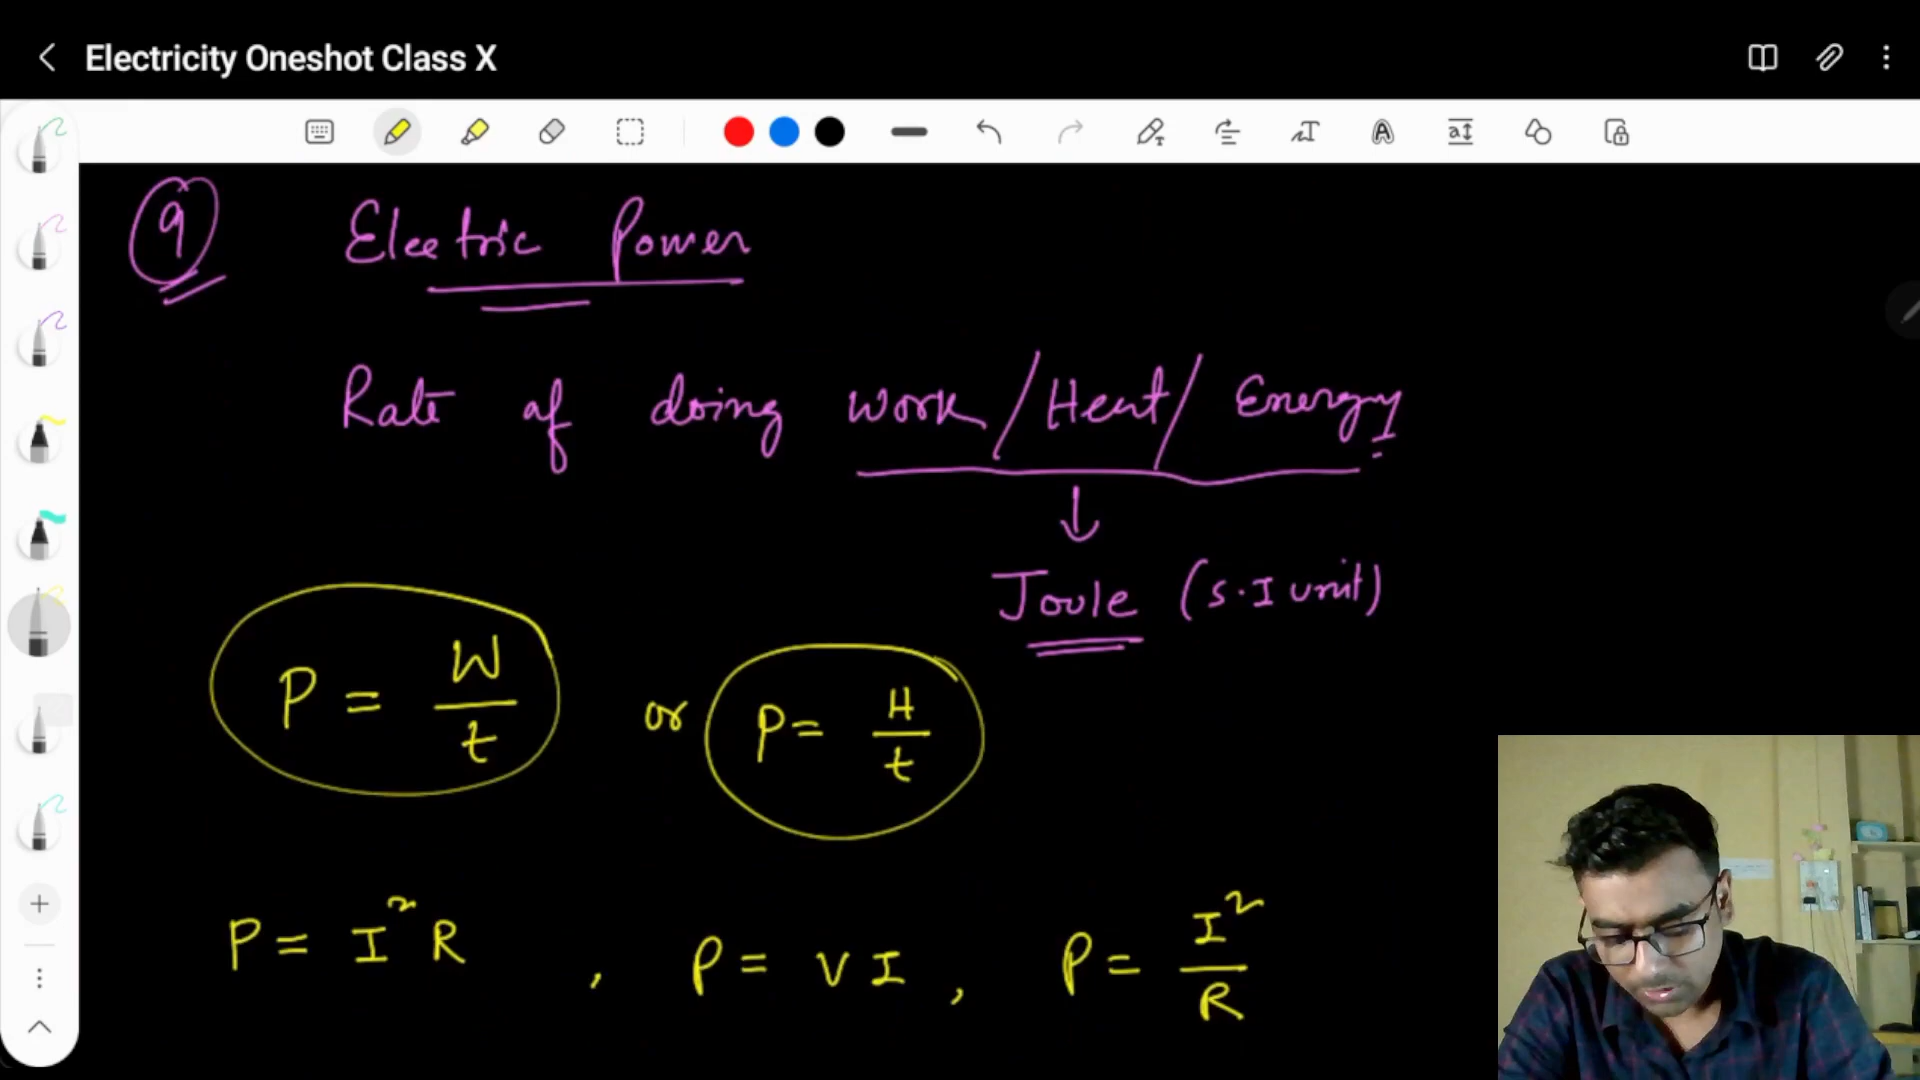 Electricity Oneshot Class X
9 Electric Power
Rate of doing work / Heat / Energy
↓
Joule (S.I unit)
P = W/t or P = H/t
P = I²R , P = VI , P = I²/R